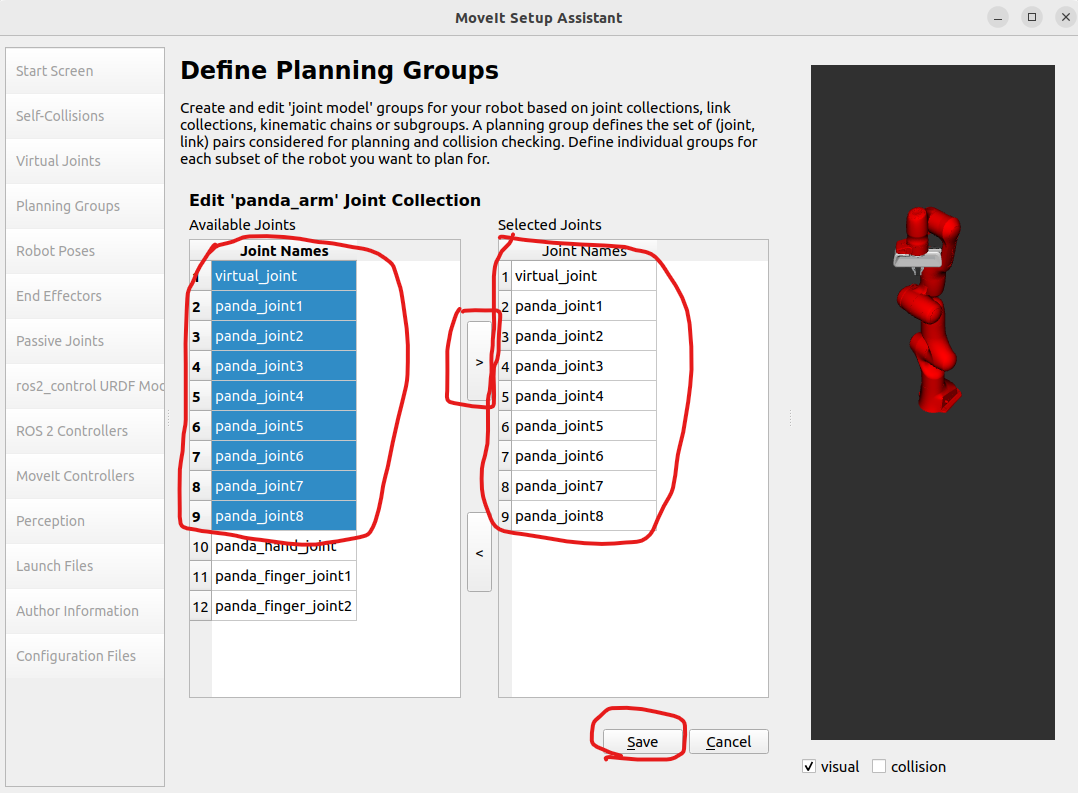 MoveIt Setup Assistant
Start Screen
Self-Collisions
Virtual Joints
Planning Groups
Robot Poses
End Effectors
Passive Joints
ros2_control URDF Moc
ROS 2 Controllers
MoveIt Controllers
Perception
Launch Files
Author Information
Configuration Files
Define Planning Groups
Create and edit 'joint model' groups for your robot based on joint collections, link
collections, kinematic chains or subgroups. A planning group defines the set of (joint,
link) pairs considered for planning and collision checking. Define individual groups for
each subset of the robot you want to plan for.
Edit 'panda_arm' Joint Collection
Available Joints
Joint Names
1 virtual_joint
2 panda_joint1
3 panda_joint2
4 panda_joint3
5 panda_joint4
6 panda_joint5
7 panda_joint6
8 panda_joint7
9 panda_joint8
10 panda_hand_joint
11 panda_finger_joint1
12 panda_finger_joint2
>
<
Selected Joints
Joint Names
1 virtual_joint
2 panda_joint1
3 panda_joint2
4 panda_joint3
5 panda_joint4
6 panda_joint5
7 panda_joint6
8 panda_joint7
9 panda_joint8
Save
Cancel
visual
collision